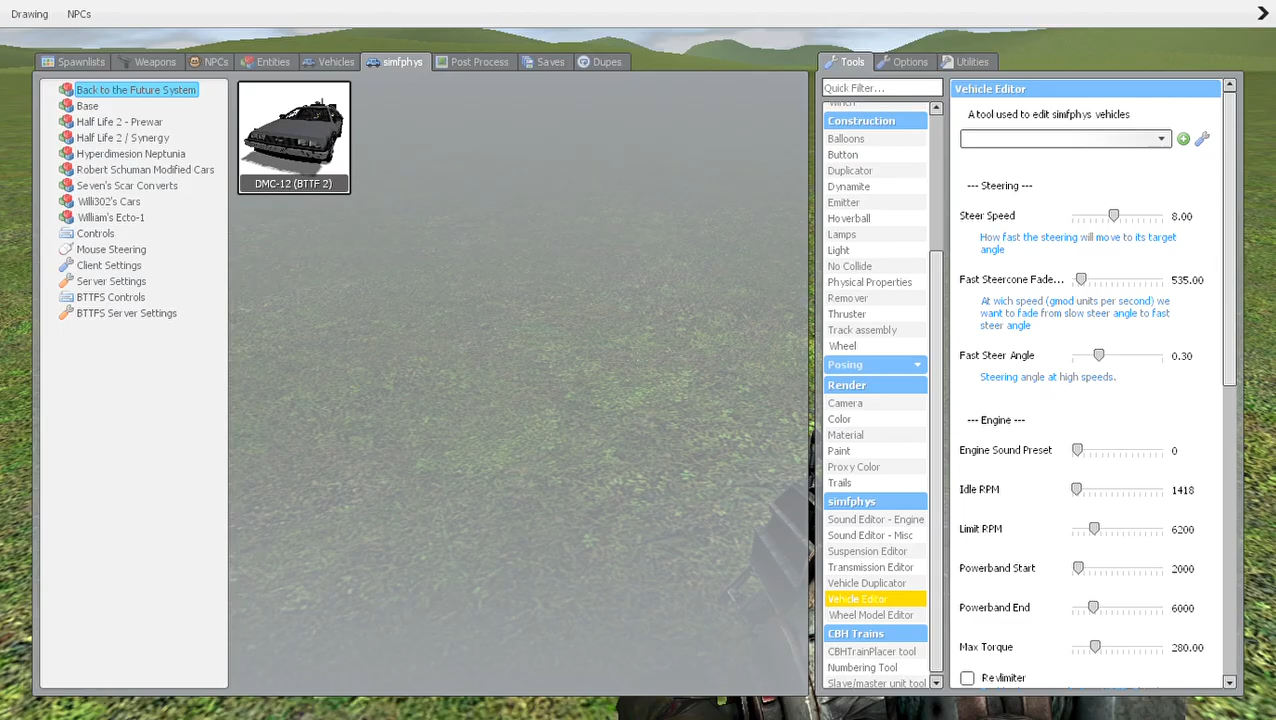 Drawing
NPCs
Spawnlists
Weapons
NPCs
Entities
Vehicles
simfphys
Post Process
Saves
Dupes
Back to the Future System
Base
Half Life 2 - Prewar
Half Life 2 / Synergy
Hyperdimesion Neptunia
Robert Schuman Modified Cars
Seven's Scar Converts
Willi302's Cars
William's Ecto-1
Controls
Mouse Steering
Client Settings
Server Settings
BTTFS Controls
BTTFS Server Settings
DMC-12 (BTTF 2)
Tools
Options
Utilities
Quick Filter...
Winch
Construction
Balloons
Button
Duplicator
Dynamite
Emitter
Hoverball
Lamps
Light
No Collide
Physical Properties
Remover
Thruster
Track assembly
Wheel
Posing
Render
Camera
Color
Material
Paint
Proxy Color
Trails
simfphys
Sound Editor - Engine
Sound Editor - Misc
Suspension Editor
Transmission Editor
Vehicle Duplicator
Vehicle Editor
Wheel Model Editor
CBH Trains
CBHTrainPlacer tool
Numbering Tool
Slave/master unit tool
Vehicle Editor
A tool used to edit simfphys vehicles
--- Steering ---
Steer Speed 8.00
How fast the steering will move to its target
angle
Fast Steercone Fade... 535.00
At wich speed (gmod units per second) we
want to fade from slow steer angle to fast
steer angle
Fast Steer Angle 0.30
Steering angle at high speeds.
--- Engine ---
Engine Sound Preset 0
Idle RPM 1418
Limit RPM 6200
Powerband Start 2000
Powerband End 6000
Max Torque 280.00
Revlimiter